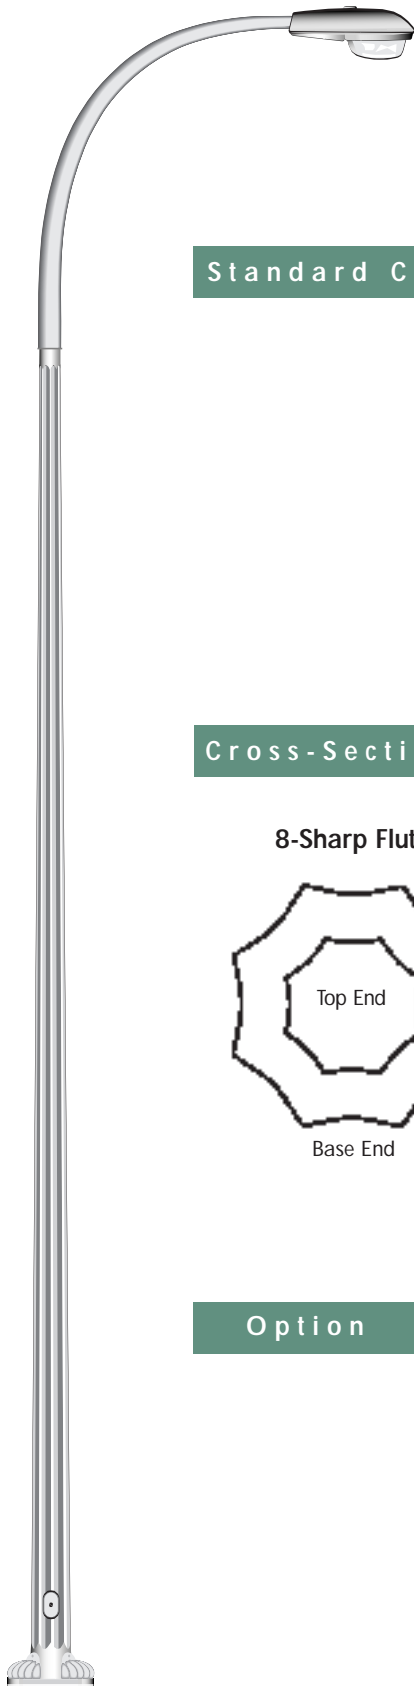 Standard C
Cross-Secti
8-Sharp Flut
Top End
Base End
Option